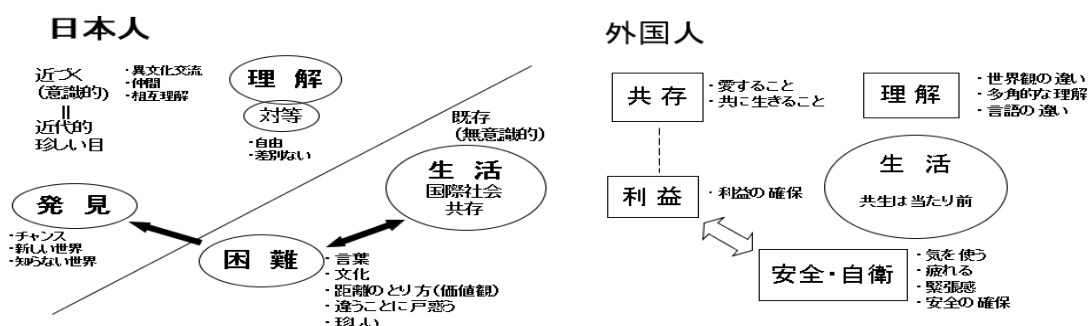 日本人
近づく
(意識的)
||
近代的
珍しい目
・異文化交流
・仲間
・相互理解
理 解
対等
・自由
・差別ない
既存
(無意識的)
生 活
国際社会
共存
発 見
・チャンス
・新しい世界
・知らない世界
困 難
・言葉
・文化
・距離のとり方(価値観)
・違うことに戸惑う
・珍しい
外国人
共 存
・愛すること
・共に生きること
理 解
・世界観の違い
・多角的な理解
・言語の違い
利 益
・利益の確保
生 活
共生は当たり前
安全・自衛
・気を使う
・疲れる
・緊張感
・安全の確保